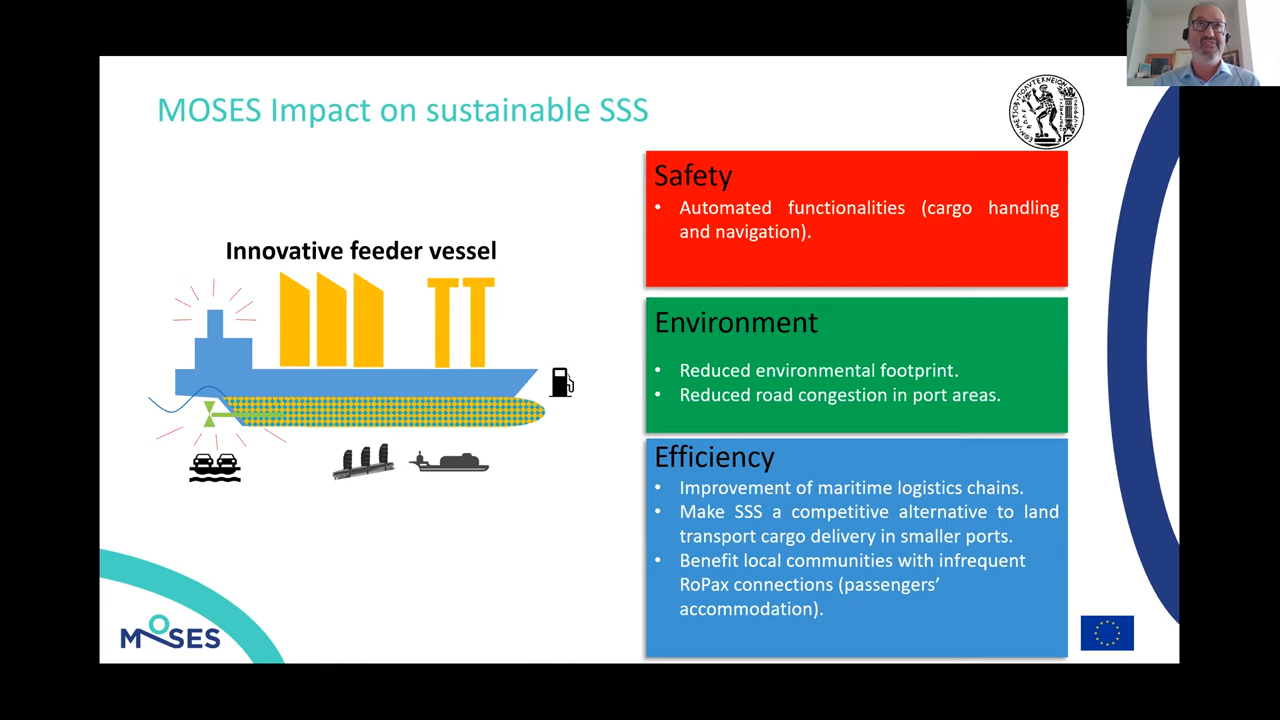 MOSES Impact on sustainable SSS
Innovative feeder vessel
Safety
• Automated functionalities (cargo handling
and navigation).
Environment
• Reduced environmental footprint.
• Reduced road congestion in port areas.
Efficiency
• Improvement of maritime logistics chains.
• Make SSS a competitive alternative to land
transport cargo delivery in smaller ports.
• Benefit local communities with infrequent
RoPax connections (passengers’
accommodation).
MOSES